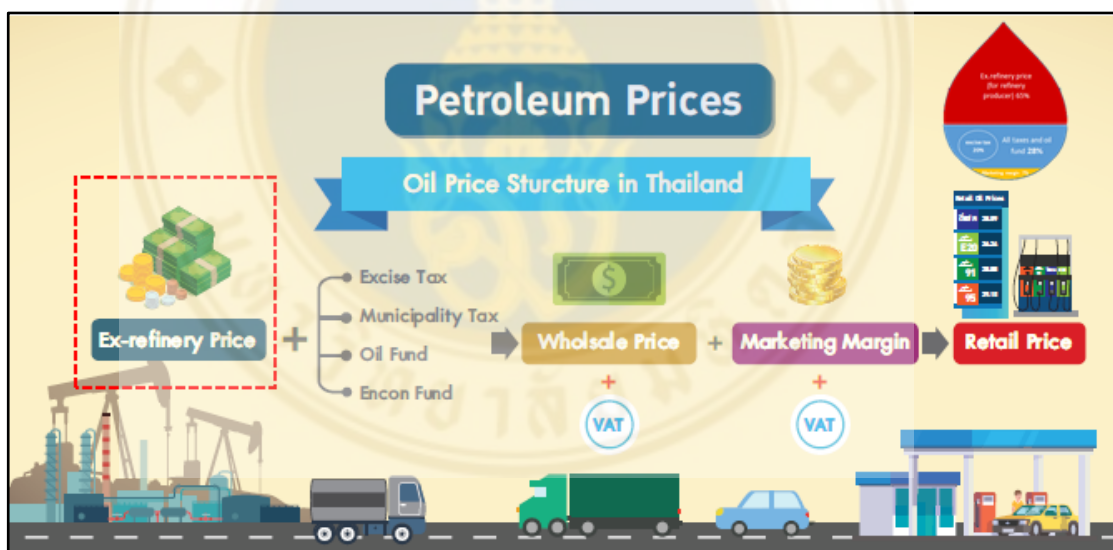 Petroleum Prices
Oil Price Sturcture in Thailand
Ex.refinery price
(for refinery
producer) 65%
All taxes and oil
fund 28%
Ex-refinery Price
+
Excise Tax
Municipality Tax
Oil Fund
Encon Fund
$
Wholsale Price
+
VAT
+
Marketing Margin
+
VAT
Retail Oil Prices
E20
91
95
Retail Price